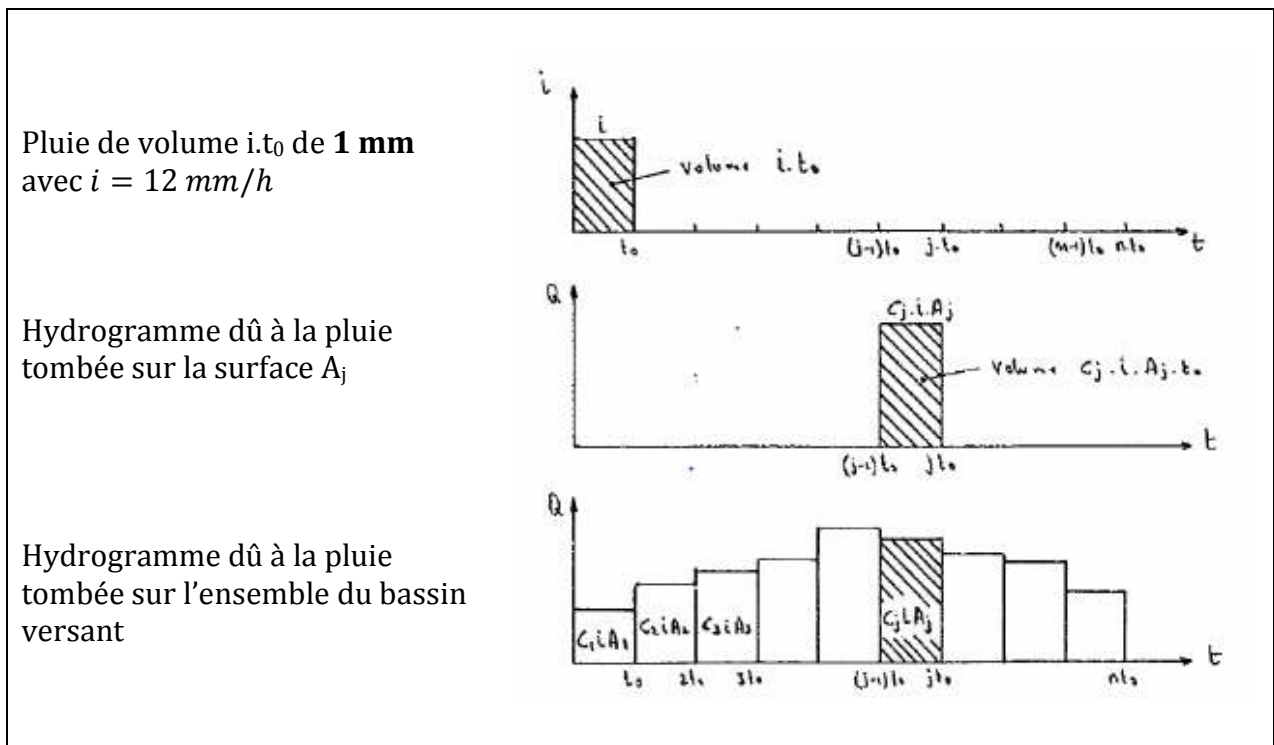 Pluie de volume i.t₀ de 1 mm
avec i = 12 mm/h
i
i
volume i.t₀
t₀
(j-1)t₀
j.t₀
(n-1)t₀
n.t₀
t
Hydrogramme dû à la pluie
tombée sur la surface Aⱼ
Q
Cj.i.Aj
volume Cj.i.Aj.t₀
(j-1)t₀
jt₀
t
Hydrogramme dû à la pluie
tombée sur l’ensemble du bassin
versant
Q
C₁iA₁
C₂iA₂
C₃iA₃
CjiAj
t₀
2t₀
3t₀
(j-1)t₀
jt₀
nt₀
t